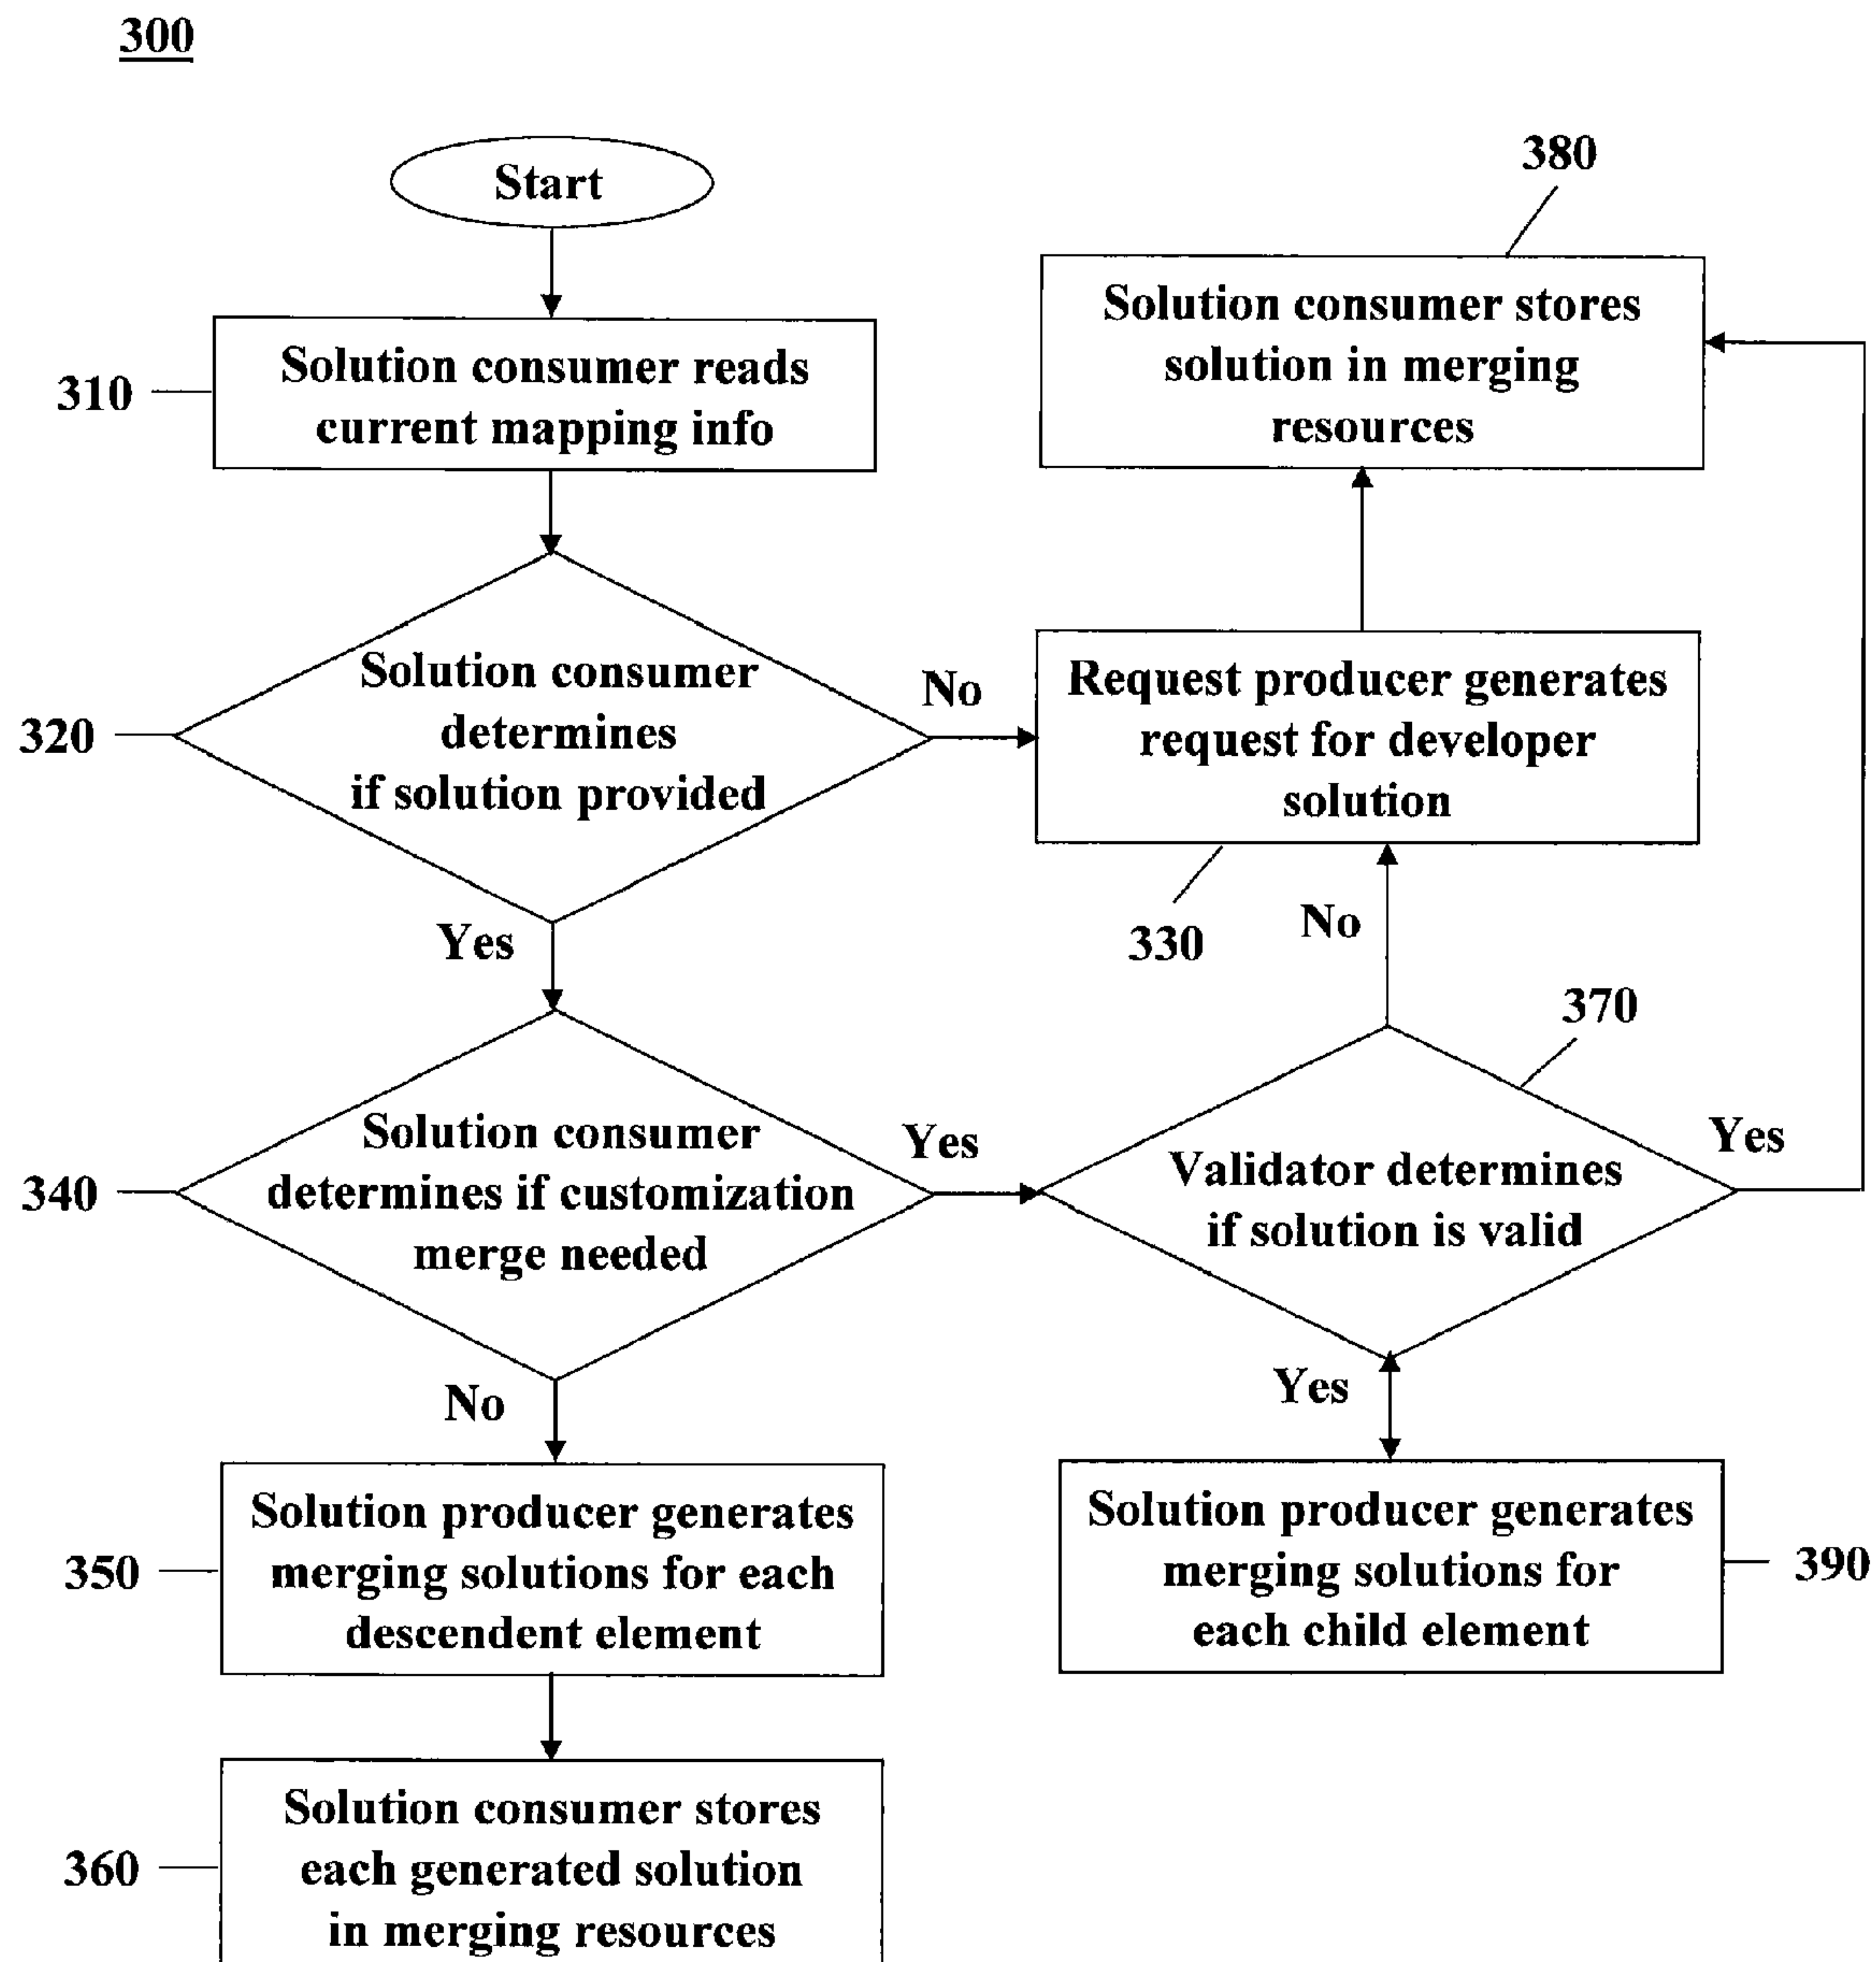 300
Start
310
Solution consumer reads
current mapping info
320
Solution consumer
determines
if solution provided
No
Yes
330
Request producer generates
request for developer
solution
380
Solution consumer stores
solution in merging
resources
340
Solution consumer
determines if customization
merge needed
Yes
No
370
Validator determines
if solution is valid
No
Yes
Yes
350
Solution producer generates
merging solutions for each
descendent element
360
Solution consumer stores
each generated solution
in merging resources
390
Solution producer generates
merging solutions for
each child element